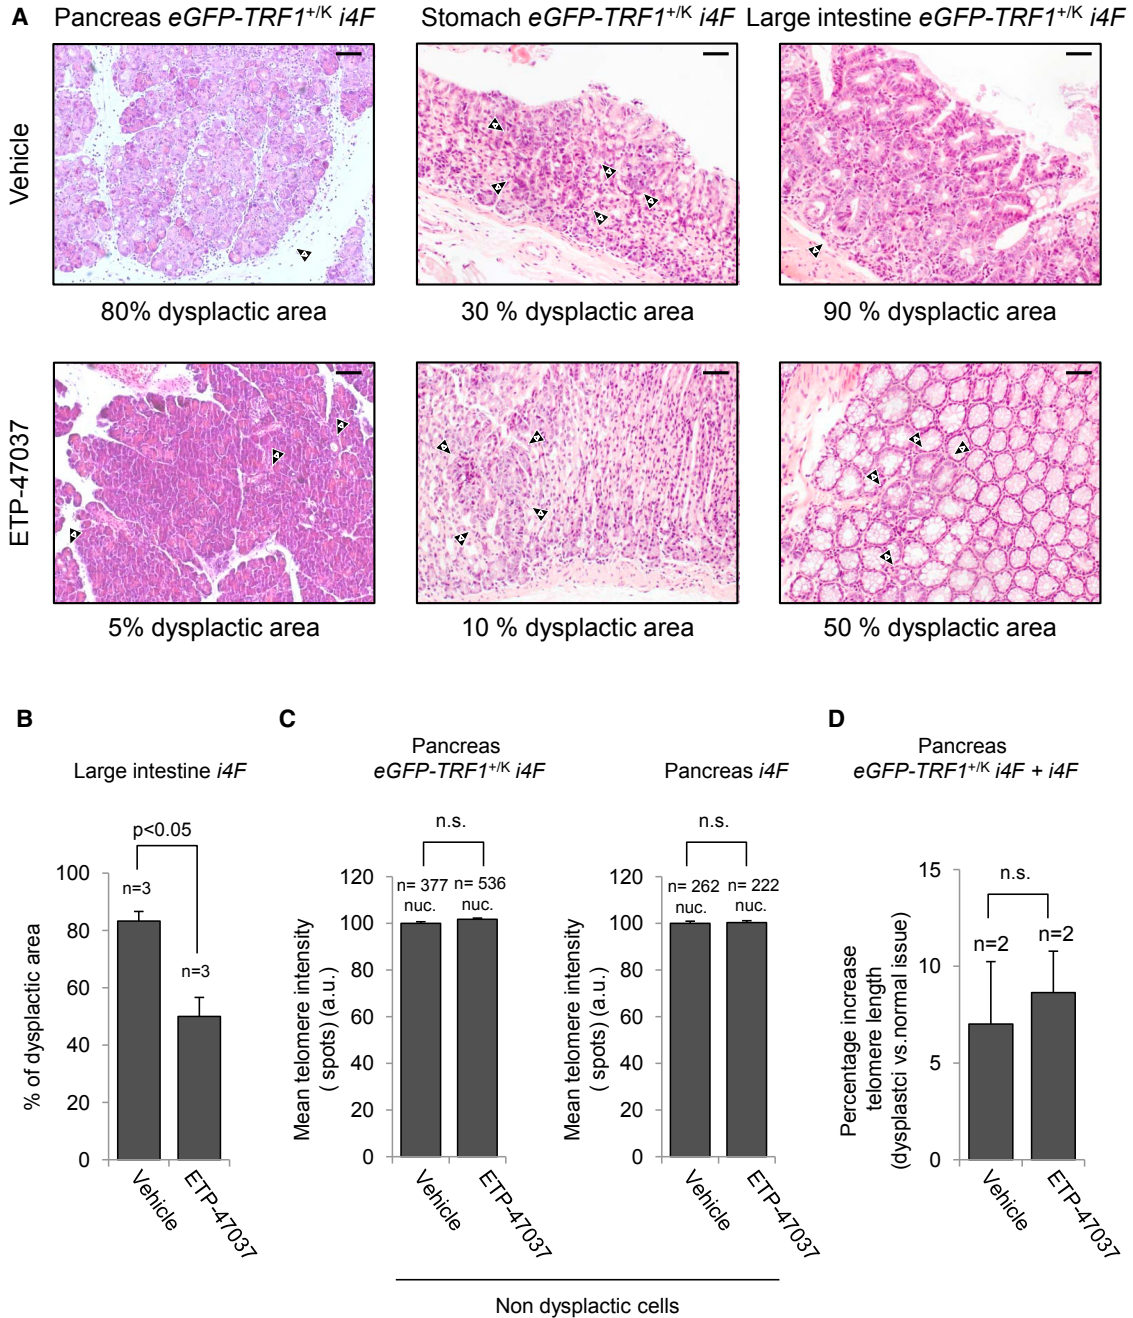 A
Pancreas eGFP-TRF1+/K i4F
Stomach eGFP-TRF1+/K i4F
Large intestine eGFP-TRF1+/K i4F
Vehicle
80% dysplactic area
30 % dysplactic area
90 % dysplactic area
ETP-47037
5% dysplactic area
10 % dysplactic area
50 % dysplactic area
B
Large intestine i4F
p<0.05
n=3
n=3
% of dysplactic area
100
80
60
40
20
0
Vehicle
ETP-47037
C
Pancreas
eGFP-TRF1+/K i4F
n.s.
n= 377
nuc.
n= 536
nuc.
Mean telomere intensity
( spots) (a.u.)
120
100
80
60
40
20
0
Vehicle
ETP-47037
Pancreas i4F
n.s.
n= 262
nuc.
n= 222
nuc.
Mean telomere intensity
( spots) (a.u.)
120
100
80
60
40
20
0
Vehicle
ETP-47037
Non dysplactic cells
D
Pancreas
eGFP-TRF1+/K i4F + i4F
n.s.
n=2
n=2
Percentage increase
telomere length
(dysplastci vs.normal issue)
15
10
5
0
Vehicle
ETP-47037